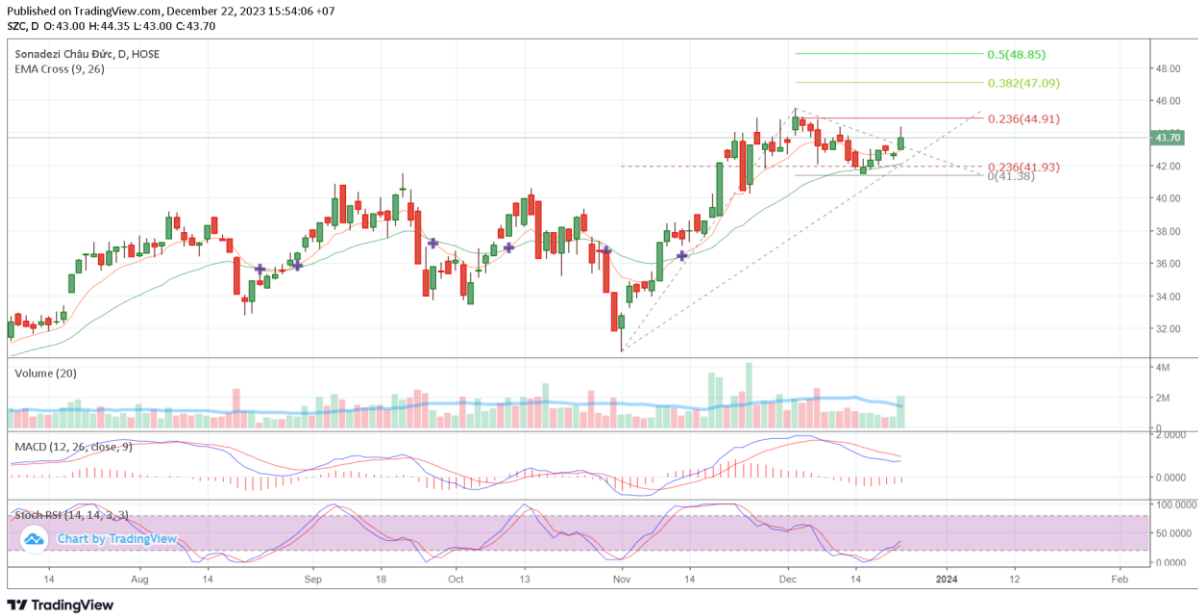 Published on TradingView.com, December 22, 2023 15:54:06 +07
SZC, D O:43.00 H:44.35 L:43.00 C:43.70
Sonadezi Châu Đức, D, HOSE
EMA Cross (9, 26)
0.5(48.85)
0.382(47.09)
0.236(44.91)
0.236(41.93)
0(41.38)
48.00
46.00
43.70
42.00
40.00
38.00
36.00
34.00
32.00
Volume (20)
4M
2M
0
MACD (12, 26, close, 9)
2.0000
0.0000
Stoch RSI (14, 14, 3, 3)
Chart by TradingView
100.0000
50.0000
0.0000
14 Aug 14 Sep 18 Oct 13 Nov 14 Dec 14 2024 12 Feb
TradingView